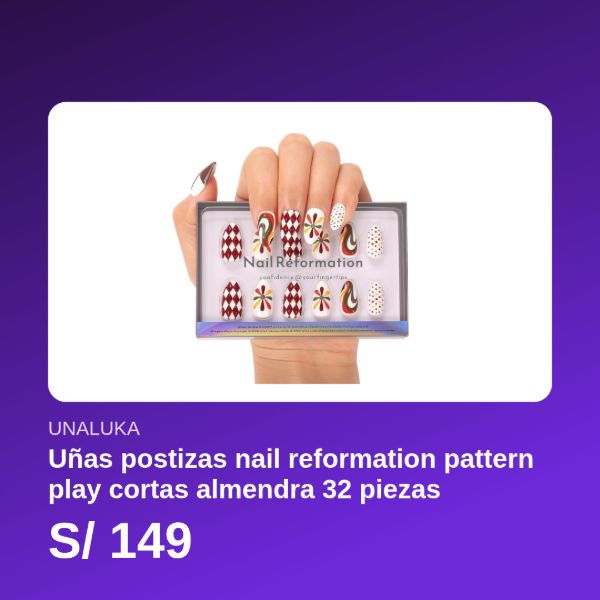 Nail Reformation
confidence@yourfingertips
UNALUKA
Uñas postizas nail reformation pattern
play cortas almendra 32 piezas
S/ 149